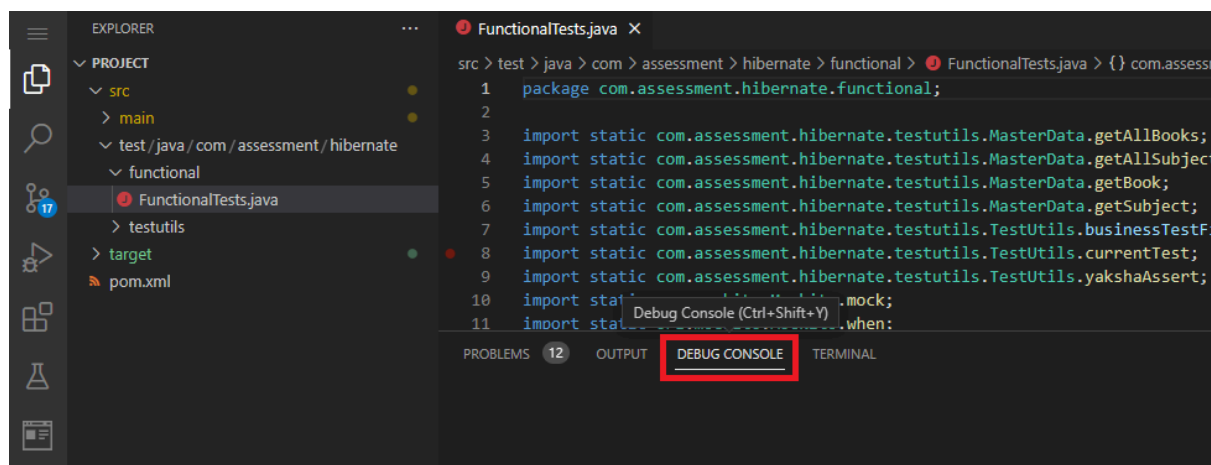 EXPLORER ...
PROJECT
src
main
test/java/com/assessment/hibernate
functional
FunctionalTests.java
testutils
target
pom.xml
17
FunctionalTests.java
src > test > java > com > assessment > hibernate > functional > FunctionalTests.java > {} com.assess
1 package com.assessment.hibernate.functional;
2
3 import static com.assessment.hibernate.testutils.MasterData.getAllBooks;
4 import static com.assessment.hibernate.testutils.MasterData.getAllSubject
5 import static com.assessment.hibernate.testutils.MasterData.getBook;
6 import static com.assessment.hibernate.testutils.MasterData.getSubject;
7 import static com.assessment.hibernate.testutils.TestUtils.businessTestFi
8 import static com.assessment.hibernate.testutils.TestUtils.currentTest;
9 import static com.assessment.hibernate.testutils.TestUtils.yakshaAssert;
10 import stat .mock;
Debug Console (Ctrl+Shift+Y)
11 import static .when;
PROBLEMS 12 OUTPUT DEBUG CONSOLE TERMINAL